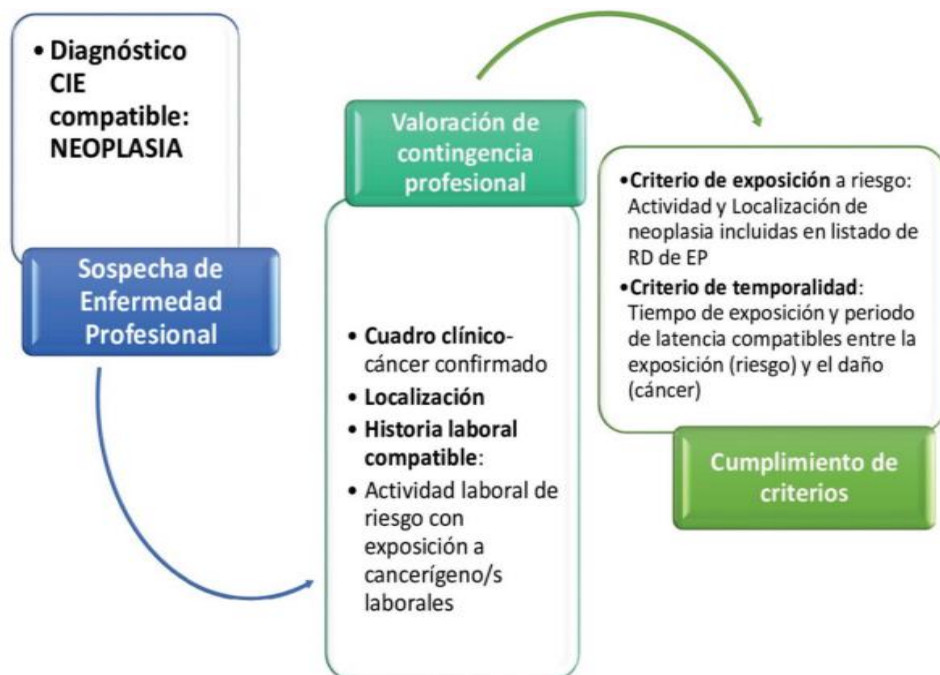 • Diagnóstico
CIE
compatible:
NEOPLASIA
Sospecha de
Enfermedad
Profesional
Valoración de
contingencia
profesional
• Cuadro clínico-
cáncer confirmado
• Localización
• Historia laboral
compatible:
• Actividad laboral de
riesgo con
exposición a
cancerígeno/s
laborales
•Criterio de exposición a riesgo:
Actividad y Localización de
neoplasia incluidas en listado de
RD de EP
•Criterio de temporalidad:
Tiempo de exposición y periodo
de latencia compatibles entre la
exposición (riesgo) y el daño
(cáncer)
Cumplimiento de
criterios